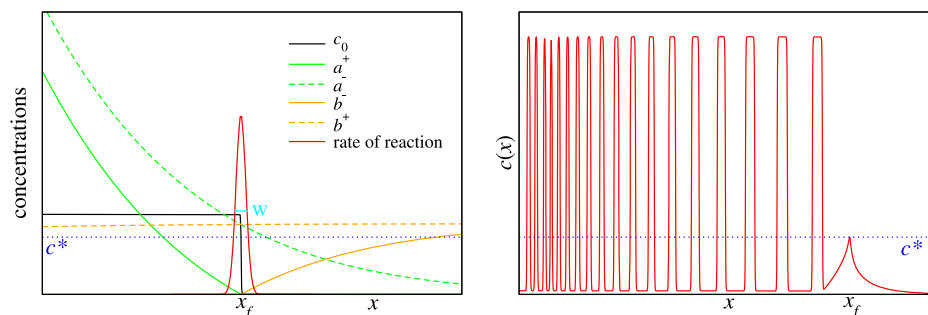 concentrations
c0
a+
a-
b-
b+
rate of reaction
w
c*
xf
x
c(x)
c*
x
xf